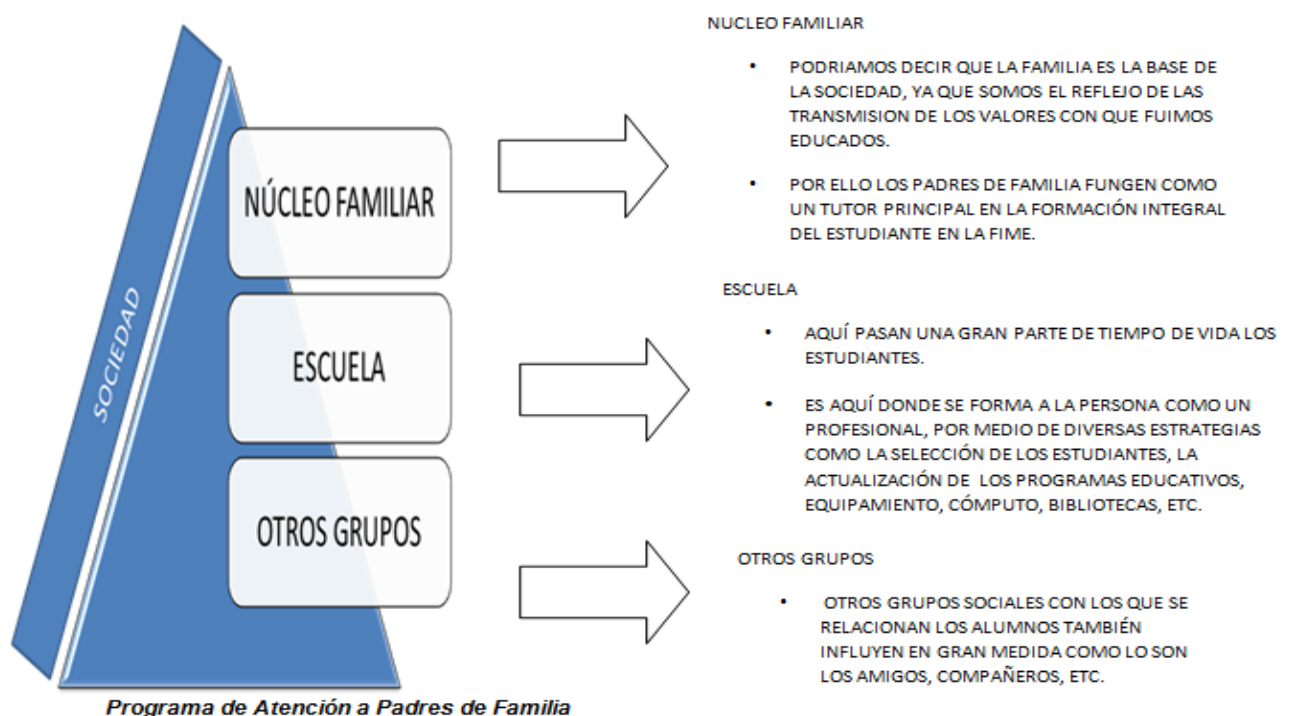 SOCIEDAD
NÚCLEO FAMILIAR
ESCUELA
OTROS GRUPOS
Programa de Atención a Padres de Familia
NUCLEO FAMILIAR
• PODRIAMOS DECIR QUE LA FAMILIA ES LA BASE DE
LA SOCIEDAD, YA QUE SOMOS EL REFLEJO DE LAS
TRANSMISION DE LOS VALORES CON QUE FUIMOS
EDUCADOS.
• POR ELLO LOS PADRES DE FAMILIA FUNGEN COMO
UN TUTOR PRINCIPAL EN LA FORMACIÓN INTEGRAL
DEL ESTUDIANTE EN LA FIME.
ESCUELA
• AQUÍ PASAN UNA GRAN PARTE DE TIEMPO DE VIDA LOS
ESTUDIANTES.
• ES AQUÍ DONDE SE FORMA A LA PERSONA COMO UN
PROFESIONAL, POR MEDIO DE DIVERSAS ESTRATEGIAS
COMO LA SELECCIÓN DE LOS ESTUDIANTES, LA
ACTUALIZACIÓN DE LOS PROGRAMAS EDUCATIVOS,
EQUIPAMIENTO, CÓMPUTO, BIBLIOTECAS, ETC.
OTROS GRUPOS
• OTROS GRUPOS SOCIALES CON LOS QUE SE
RELACIONAN LOS ALUMNOS TAMBIÉN
INFLUYEN EN GRAN MEDIDA COMO LO SON
LOS AMIGOS, COMPAÑEROS, ETC.